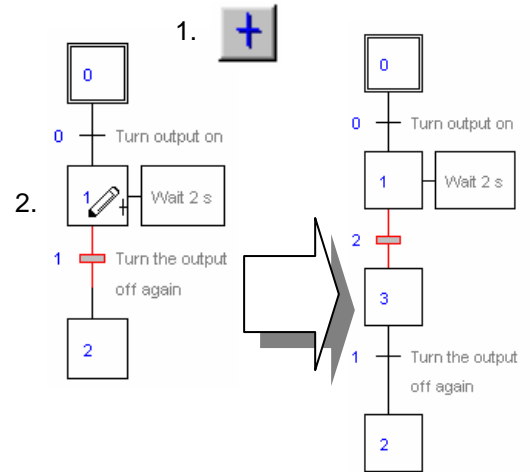 1.
0
0 Turn output on
2.
1 Wait 2 s
1 Turn the output
off again
2
0
0 Turn output on
1 Wait 2 s
2
3
1 Turn the output
off again
2